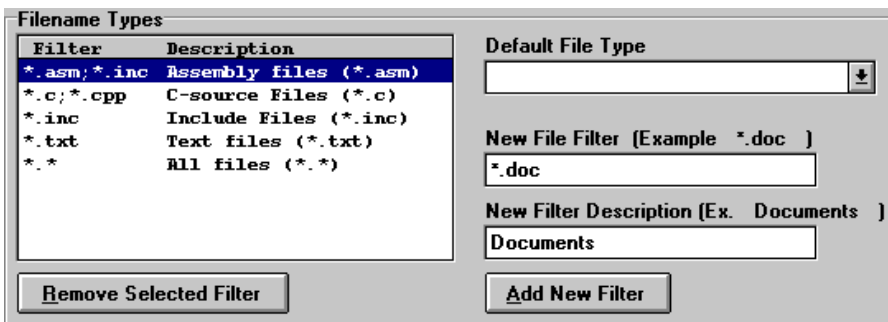 Filename Types
Filter Description
*.asm;*.inc Assembly files (*.asm)
*.c;*.cpp C-source Files (*.c)
*.inc Include Files (*.inc)
*.txt Text files (*.txt)
*.* All files (*.*)
Remove Selected Filter
Default File Type
New File Filter (Example *.doc )
*.doc
New Filter Description (Ex. Documents )
Documents
Add New Filter